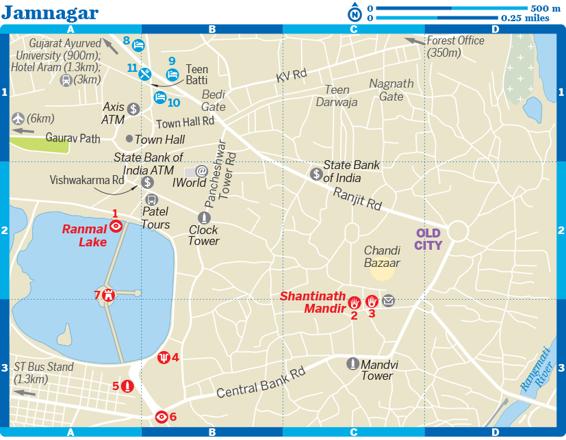 Jamnagar
N
0 500 m
0 0.25 miles
A B C D
Gujarat Ayurved
University (900m);
Hotel Aram (1.3km);
(3km)
8
9
11
Teen
Batti
10
Forest Office
(350m)
KV Rd
Nagnath
Gate
Teen
Darwaja
Bedi
Gate
1
1
Axis
ATM
$
(6km)
Town Hall Rd
Gaurav Path
Town Hall
State Bank of
India ATM
$
Vishwakarma Rd
@
IWorld
Pancheshwar
Tower Rd
State Bank
of India
$
Ranjit Rd
Patel
Tours
Clock
Tower
1
Ranmal
Lake
2
2
OLD
CITY
Chandi
Bazaar
7
Shantinath
Mandir
2
3
4
3
3
Mandvi
Tower
ST Bus Stand
(1.3km)
5
Central Bank Rd
6
Rangmati
River
A B C D